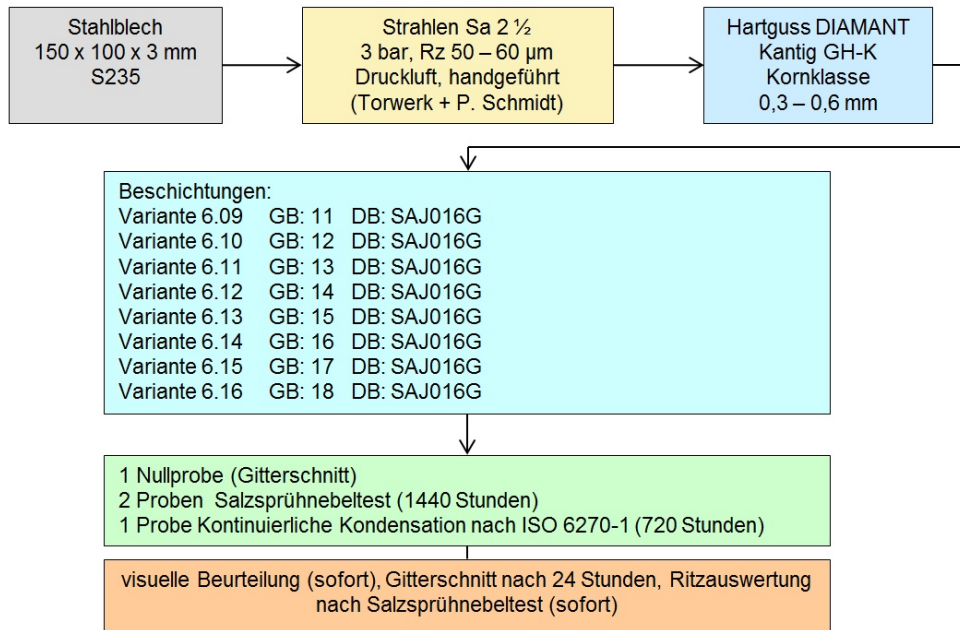 Stahlblech
150 x 100 x 3 mm
S235
Strahlen Sa 2 ½
3 bar, Rz 50 – 60 µm
Druckluft, handgeführt
(Torwerk + P. Schmidt)
Hartguss DIAMANT
Kantig GH-K
Kornklasse
0,3 – 0,6 mm
Beschichtungen:
Variante 6.09 GB: 11 DB: SAJ016G
Variante 6.10 GB: 12 DB: SAJ016G
Variante 6.11 GB: 13 DB: SAJ016G
Variante 6.12 GB: 14 DB: SAJ016G
Variante 6.13 GB: 15 DB: SAJ016G
Variante 6.14 GB: 16 DB: SAJ016G
Variante 6.15 GB: 17 DB: SAJ016G
Variante 6.16 GB: 18 DB: SAJ016G
1 Nullprobe (Gitterschnitt)
2 Proben Salzsprühnebeltest (1440 Stunden)
1 Probe Kontinuierliche Kondensation nach ISO 6270-1 (720 Stunden)
visuelle Beurteilung (sofort), Gitterschnitt nach 24 Stunden, Ritzauswertung
nach Salzsprühnebeltest (sofort)